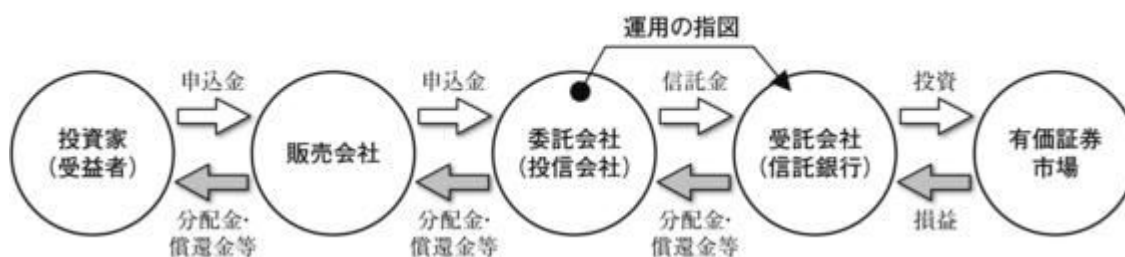 運用の指図
申込金
申込金
信託金
投資
投資家
(受益者)
販売会社
委託会社
(投信会社)
受託会社
(信託銀行)
有価証券
市場
分配金・
償還金等
分配金・
償還金等
分配金・
償還金等
損益